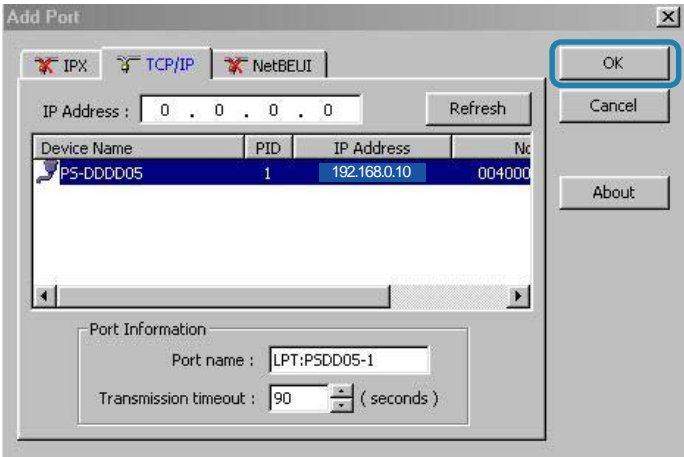 Add Port
IPX TCP/IP NetBEUI
OK
IP Address : 0 . 0 . 0 . 0 Refresh
Cancel
Device Name PID IP Address No
PS-DDDD05 1 192.168.0.10 004000
About
Port Information
Port name : LPT:PSDD05-1
Transmission timeout : 90 ( seconds )